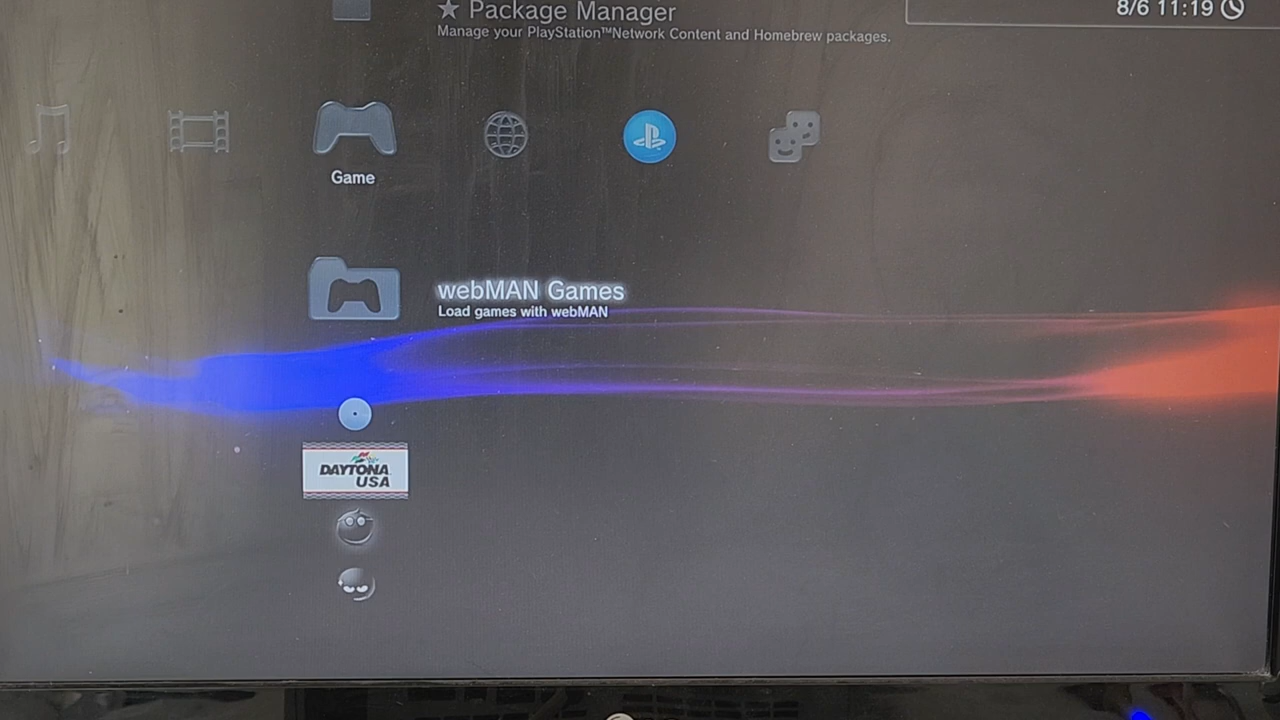 ★ Package Manager
Manage your PlayStation™Network Content and Homebrew packages.
8/6 11:19
Game
webMAN Games
Load games with webMAN
DAYTONA
USA